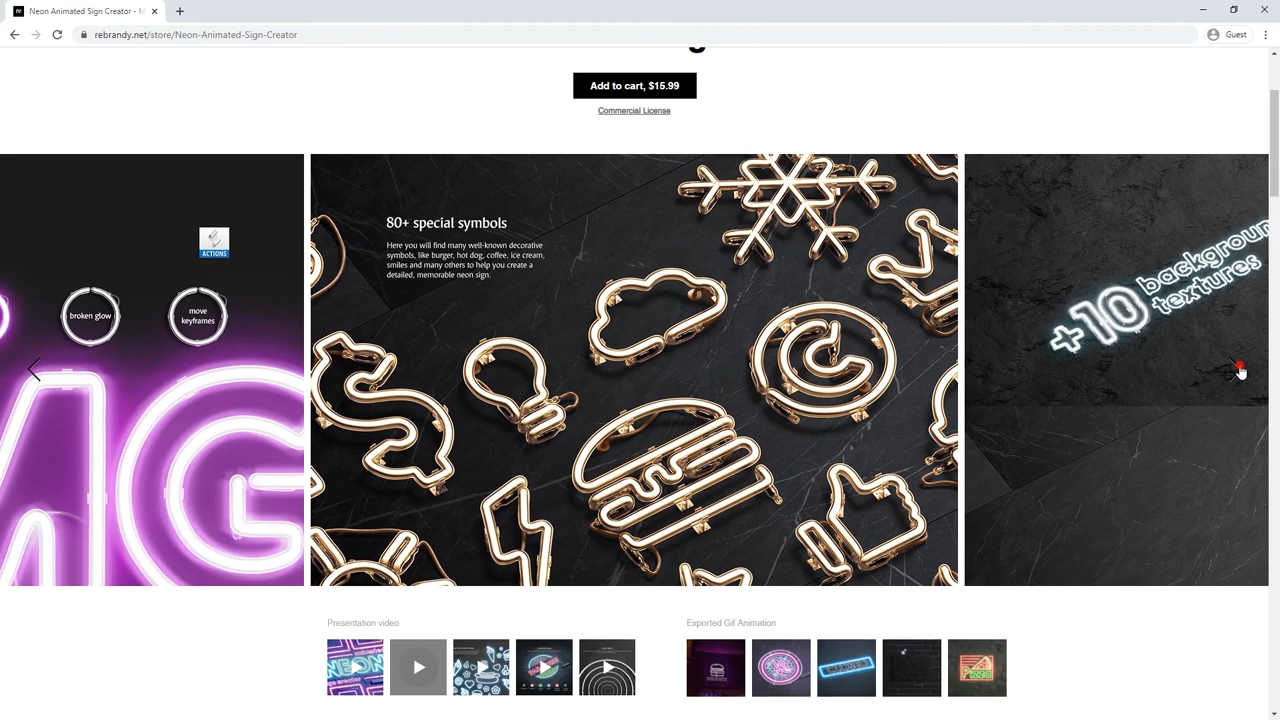 re
Neon Animated Sign Creator - M
rebrandy.net/store/Neon-Animated-Sign-Creator
Guest
Add to cart, $15.99
Commercial License
ACTIONS
broken glow
move
keyframes
80+ special symbols
Here you will find many well-known decorative
symbols, like burger, hot dog, coffee, ice cream,
smiles and many others to help you create a
detailed, memorable neon sign.
+10
backgroun
textures
Presentation video
Exported Gif Animation